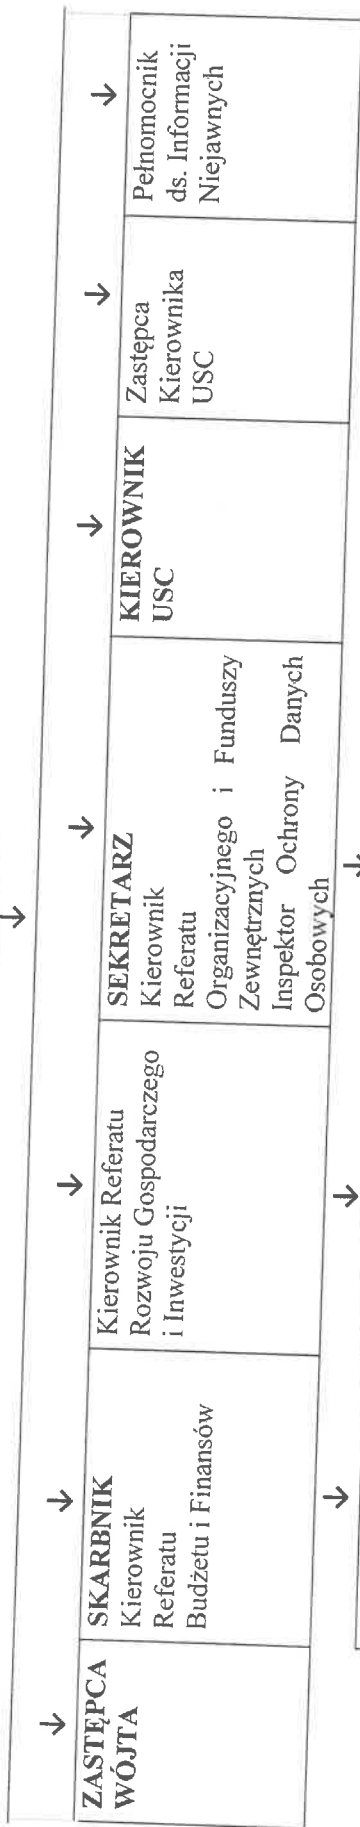 ZASTĘPCA
WÓJTA
SKARBNIK
Kierownik
Referatu
Budżetu i Finansów
Kierownik Referatu
Rozwoju Gospodarczego
i Inwestycji
SEKRETARZ
Kierownik
Referatu
Organizacyjnego i Funduszy
Zewnętrznych
Inspektor Ochrony Danych
Osobowych
KIEROWNIK
USC
Zastępca
Kierownika
USC
Pełnomocnik
ds. Informacji
Niejawnych